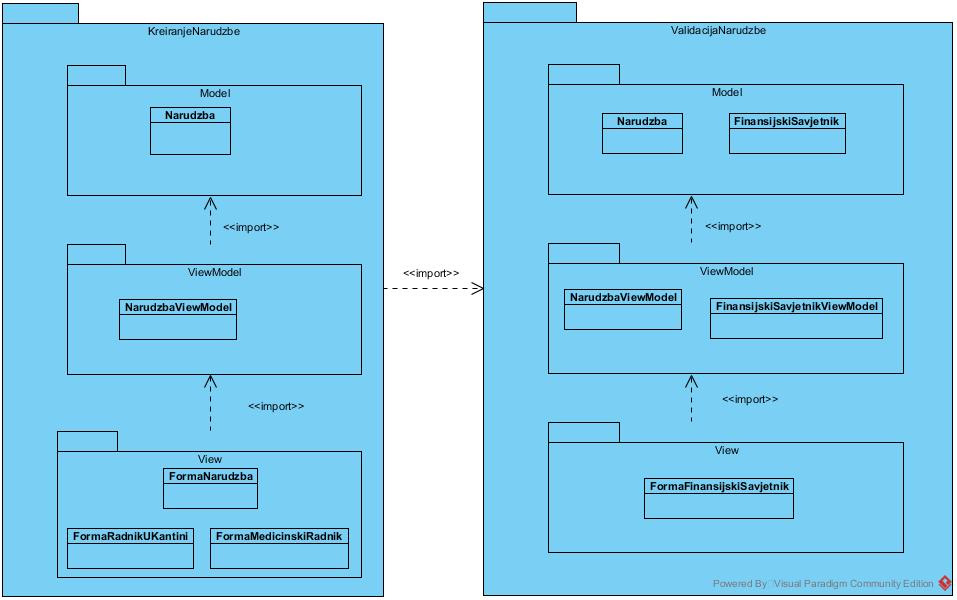 KreiranjeNarudzbe
Model
Narudzba
<<import>>
ViewModel
NarudzbaViewModel
<<import>>
View
FormaNarudzba
FormaRadnikUKantini
FormaMedicinskiRadnik
<<import>>
ValidacijaNarudzbe
Model
Narudzba
FinansijskiSavjetnik
<<import>>
ViewModel
NarudzbaViewModel
FinansijskiSavjetnikViewModel
<<import>>
View
FormaFinansijskiSavjetnik
Powered By Visual Paradigm Community Edition